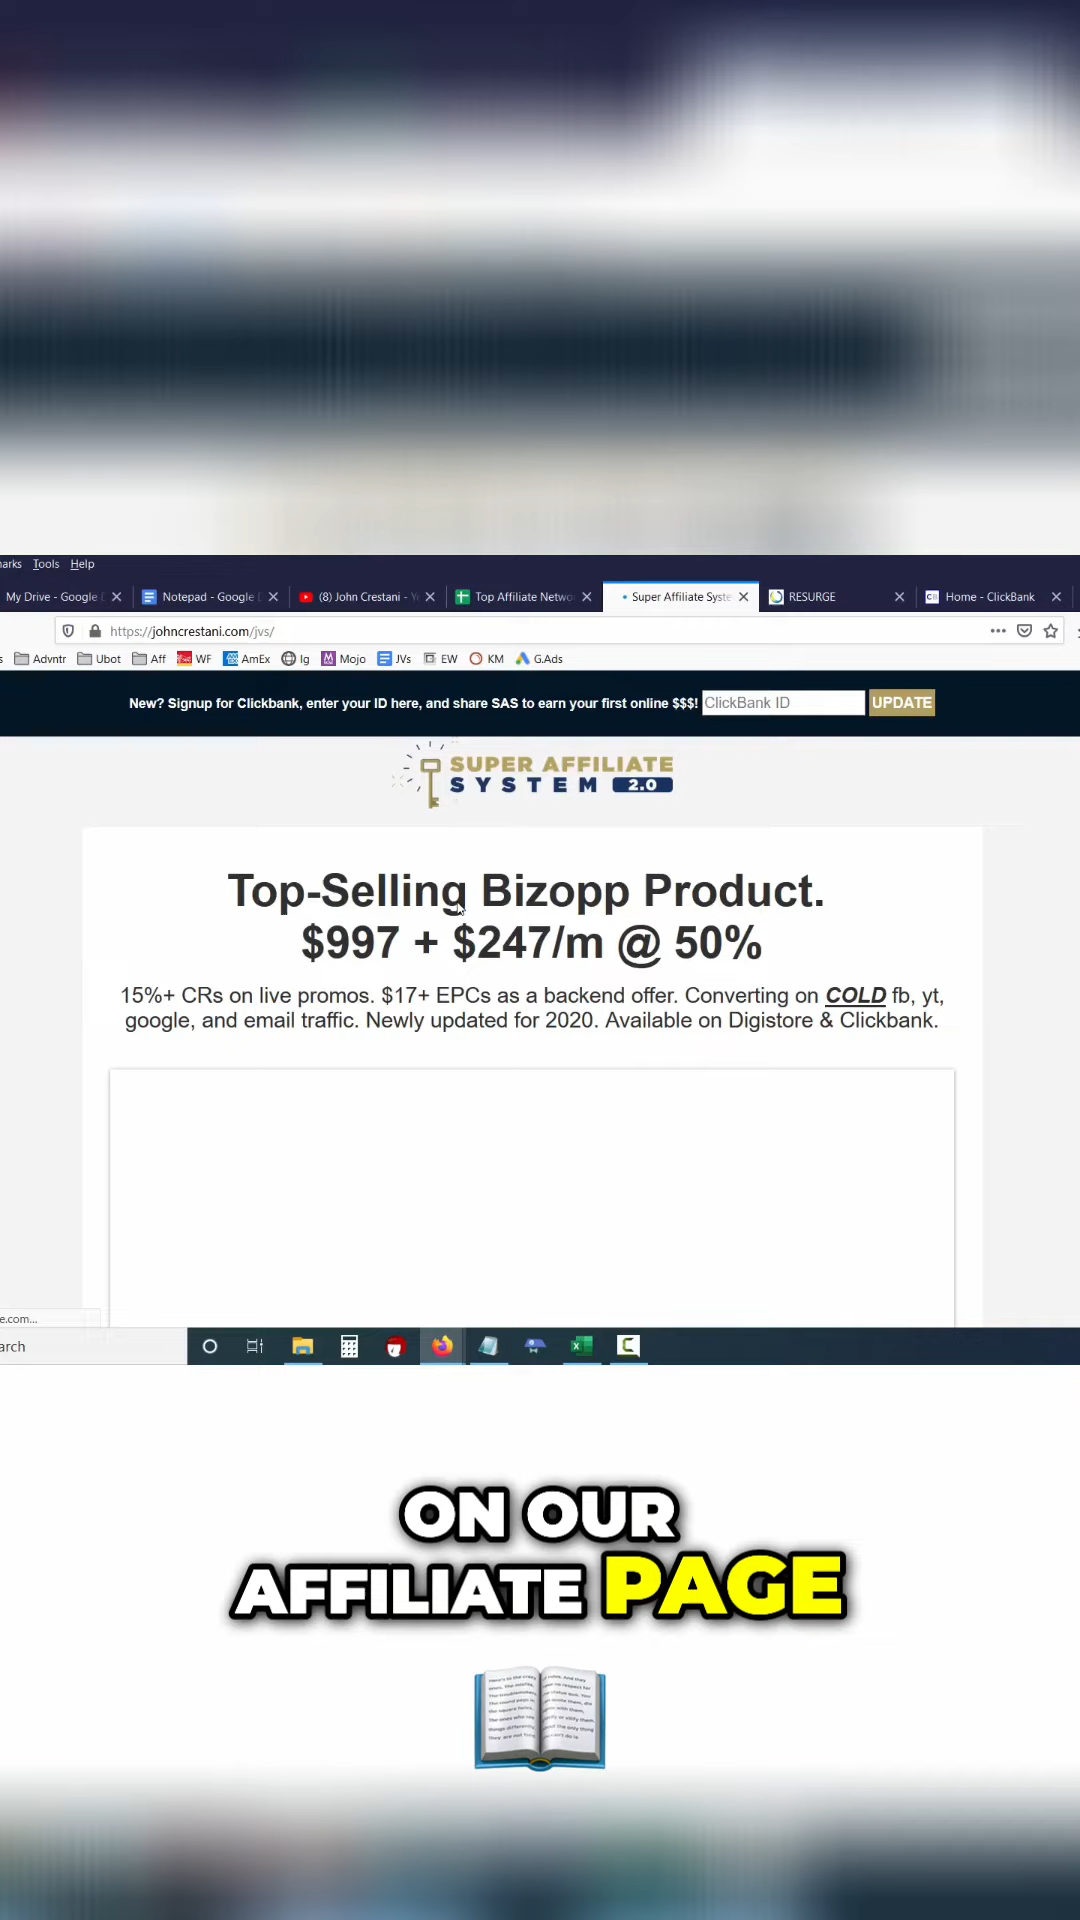 arks Tools Help
My Drive - Google Notepad - Google (8) John Crestani - Top Affiliate Netwo Super Affiliate Syste RESURGE CB Home - ClickBank
https://johncrestani.com/jvs/
s Advntr Ubot Aff WF AmEx Ig Mojo JVs EW KM G.Ads
New? Signup for Clickbank, enter your ID here, and share SAS to earn your first online $$$! ClickBank ID UPDATE
SUPER AFFILIATE
SYSTEM 2.0
Top-Selling Bizopp Product.
$997 + $247/m @ 50%
15%+ CRs on live promos. $17+ EPCs as a backend offer. Converting on COLD fb, yt,
google, and email traffic. Newly updated for 2020. Available on Digistore & Clickbank.
e.com...
arch
ON OUR
AFFILIATE PAGE